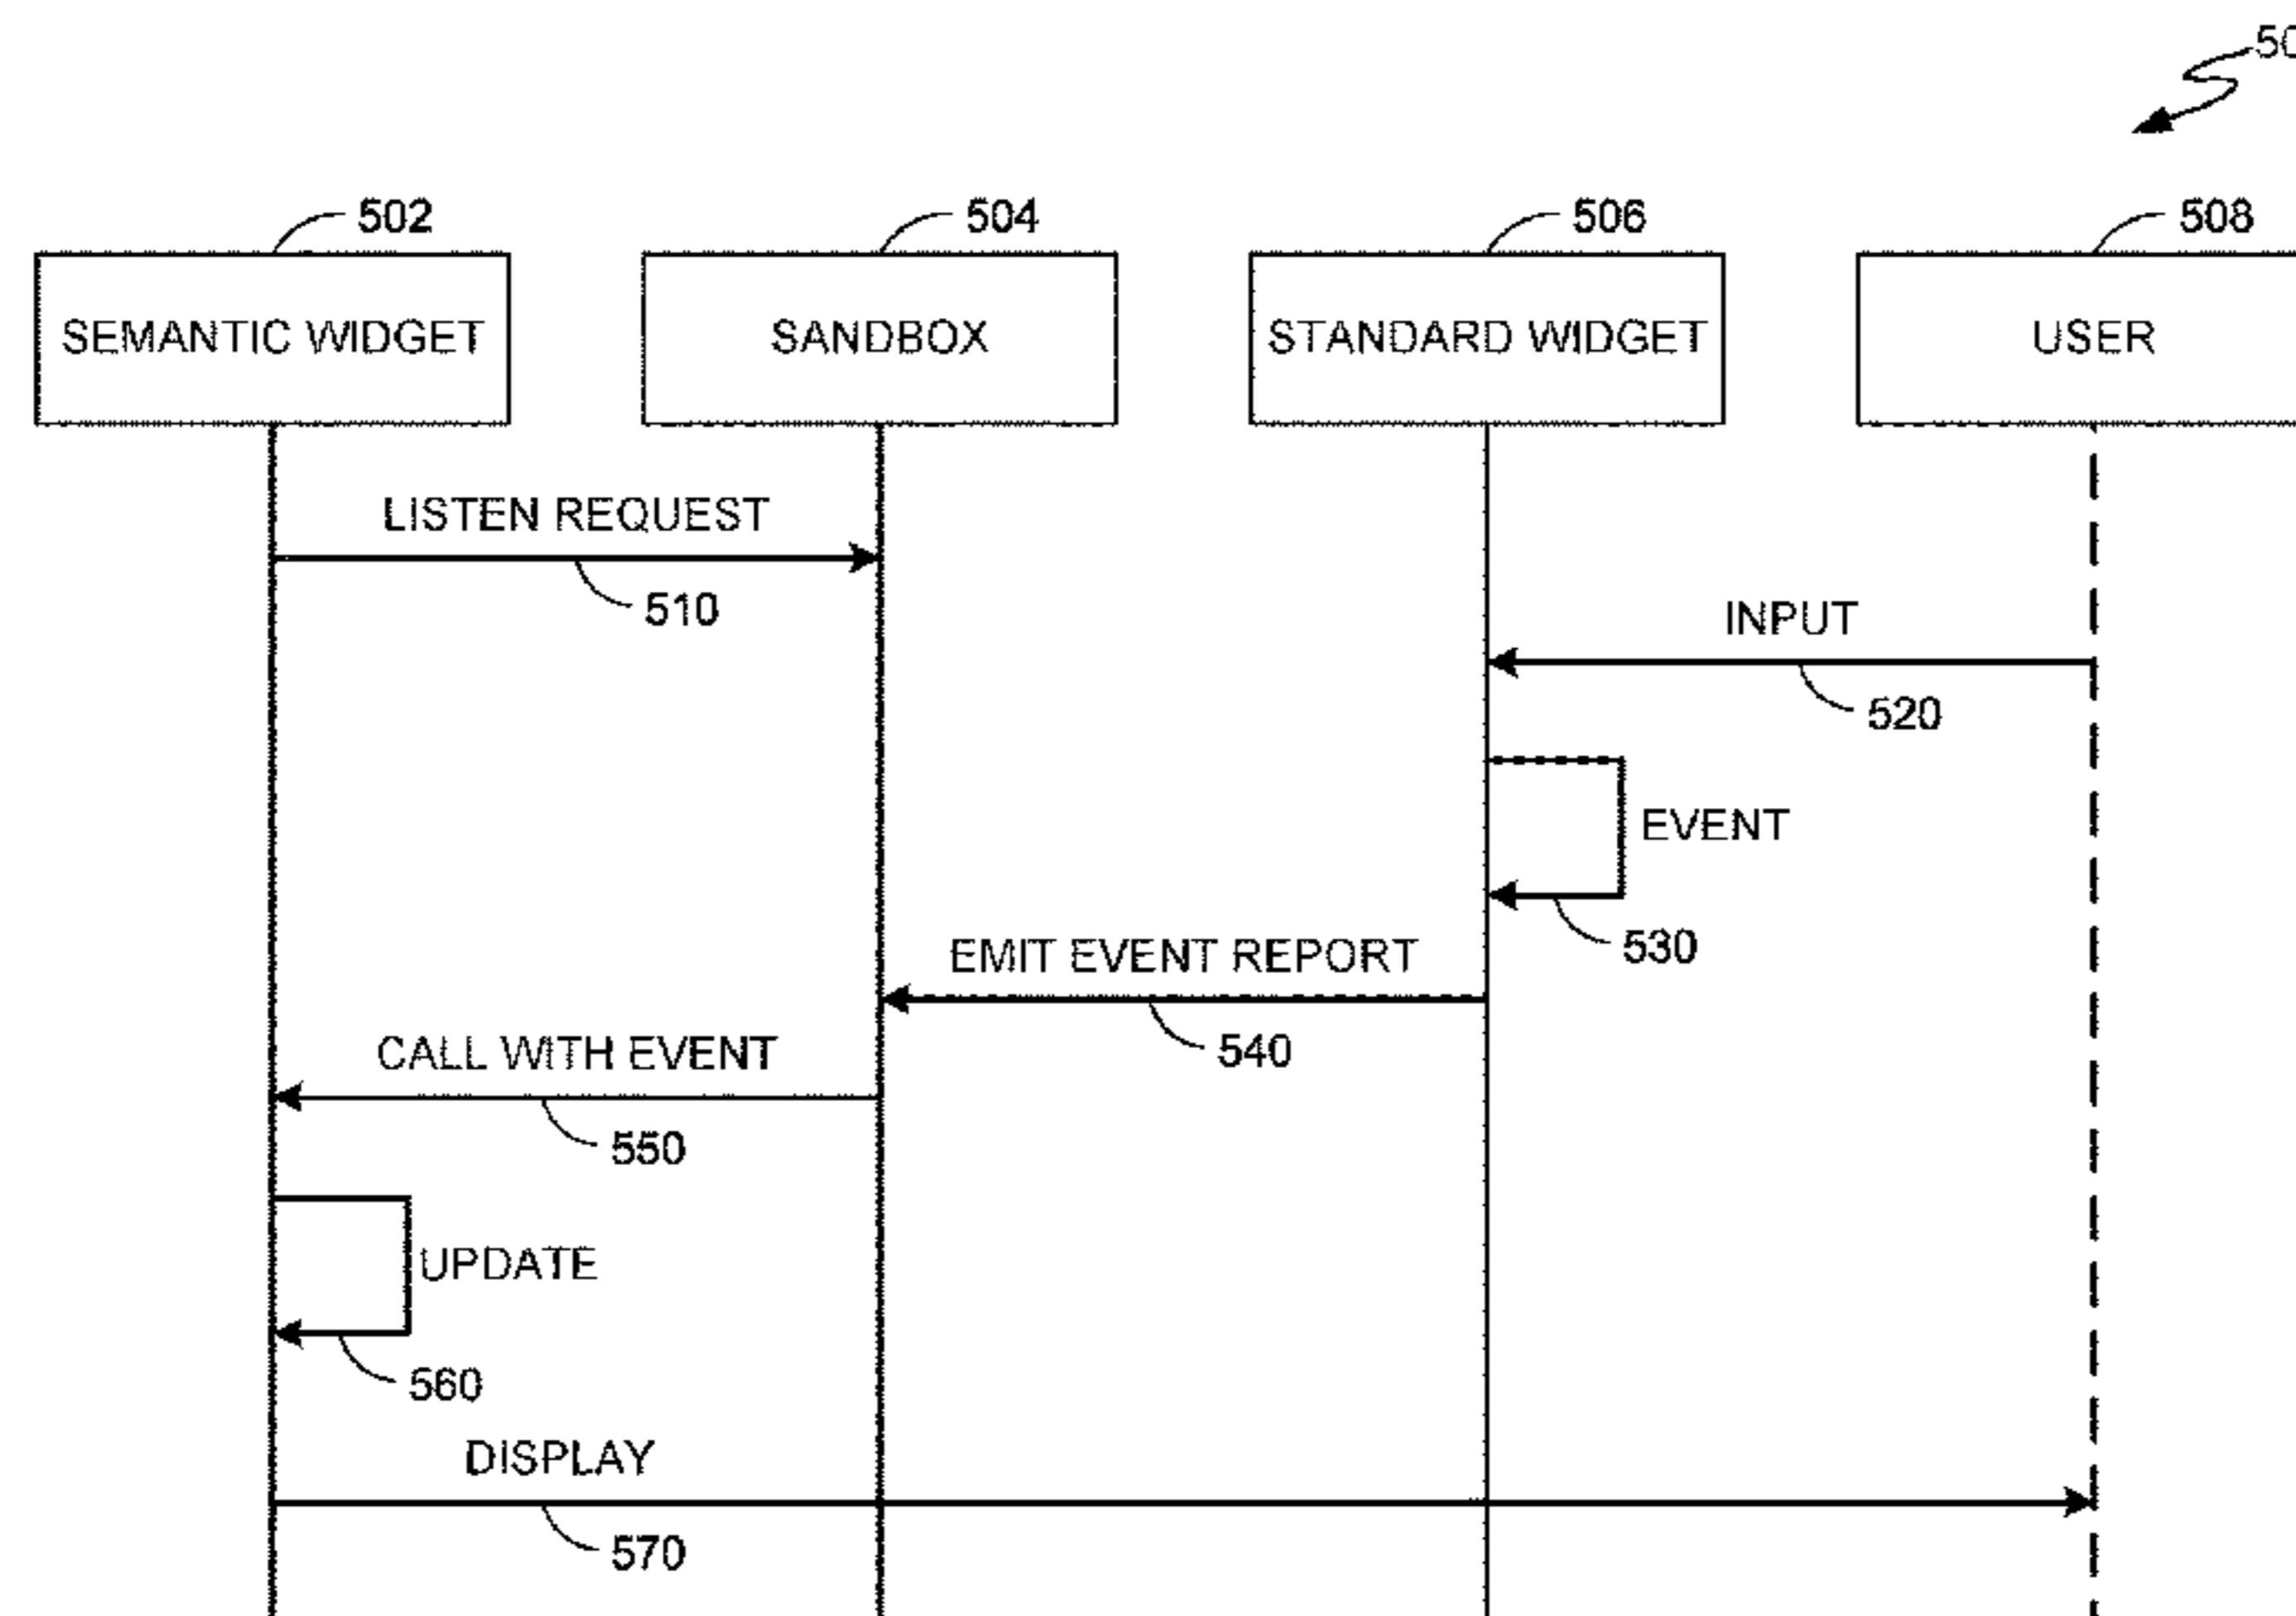 50
502
504
506
508
SEMANTIC WIDGET
SANDBOX
STANDARD WIDGET
USER
LISTEN REQUEST
510
INPUT
520
EVENT
530
EMIT EVENT REPORT
540
CALL WITH EVENT
550
UPDATE
560
DISPLAY
570